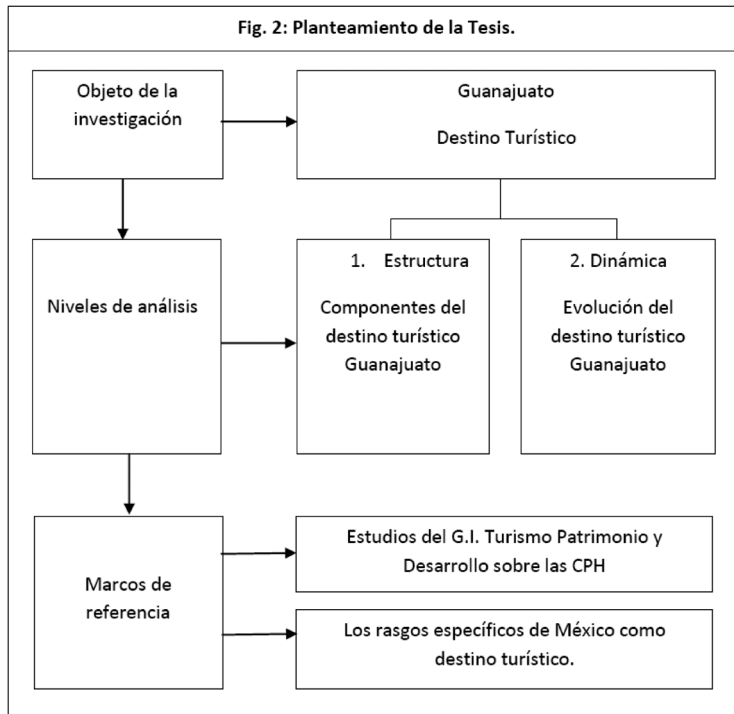 Fig. 2: Planteamiento de la Tesis.
Objeto de la
investigación
Guanajuato
Destino Turístico
Niveles de análisis
1. Estructura
Componentes del
destino turístico
Guanajuato
2. Dinámica
Evolución del
destino turístico
Guanajuato
Marcos de
referencia
Estudios del G.I. Turismo Patrimonio y
Desarrollo sobre las CPH
Los rasgos específicos de México como
destino turístico.